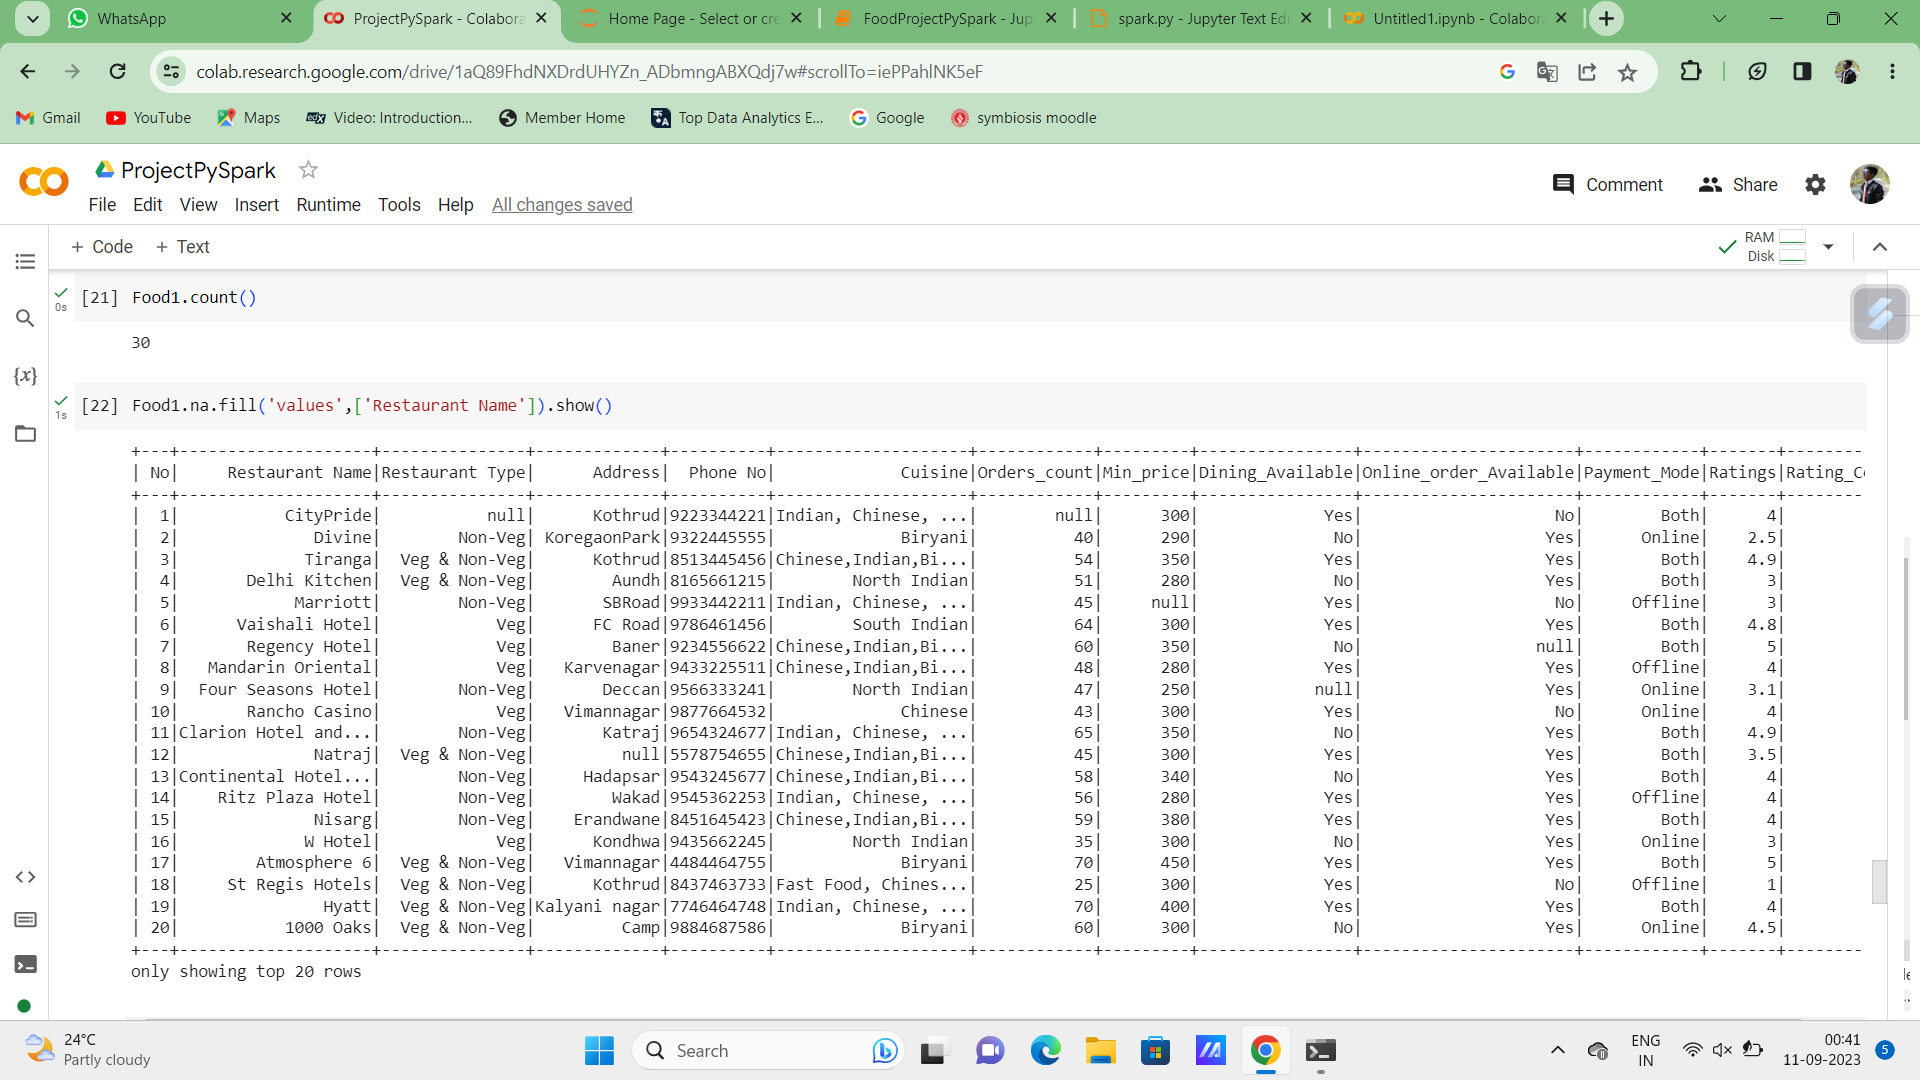 WhatsApp
ProjectPySpark - Colabora
Home Page - Select or cre
FoodProjectPySpark - Jup
spark.py - Jupyter Text Edi
Untitled1.ipynb - Colabora
colab.research.google.com/drive/1aQ89FhdNXDrdUHYZn_ADbmngABXQdj7w#scrollTo=iePPahlNK5eF
Gmail
YouTube
Maps
Video: Introduction...
Member Home
Top Data Analytics E...
Google
symbiosis moodle
ProjectPySpark
File Edit View Insert Runtime Tools Help All changes saved
Comment
Share
+ Code + Text
RAM
Disk
[21] Food1.count()
0s
30
[22] Food1.na.fill('values',['Restaurant Name']).show()
1s
+---+--------------------+---------------+-------------+----------+--------------------+------------+---------+----------------+----------------------+------------+-------+--------
| No| Restaurant Name|Restaurant Type| Address| Phone No| Cuisine|Orders_count|Min_price|Dining_Available|Online_order_Available|Payment_Mode|Ratings|Rating_Co
+---+--------------------+---------------+-------------+----------+--------------------+------------+---------+----------------+----------------------+------------+-------+--------
| 1| CityPride| null| Kothrud|9223344221|Indian, Chinese, ...| null| 300| Yes| No| Both| 4|
| 2| Divine| Non-Veg| KoregaonPark|9322445555| Biryani| 40| 290| No| Yes| Online| 2.5|
| 3| Tiranga| Veg & Non-Veg| Kothrud|8513445456|Chinese,Indian,Bi...| 54| 350| Yes| Yes| Both| 4.9|
| 4| Delhi Kitchen| Veg & Non-Veg| Aundh|8165661215| North Indian| 51| 280| No| Yes| Both| 3|
| 5| Marriott| Non-Veg| SBRoad|9933442211|Indian, Chinese, ...| 45| null| Yes| No| Offline| 3|
| 6| Vaishali Hotel| Veg| FC Road|9786461456| South Indian| 64| 300| Yes| Yes| Both| 4.8|
| 7| Regency Hotel| Veg| Baner|9234556622|Chinese,Indian,Bi...| 60| 350| No| null| Both| 5|
| 8| Mandarin Oriental| Veg| Karvenagar|9433225511|Chinese,Indian,Bi...| 48| 280| Yes| Yes| Offline| 4|
| 9| Four Seasons Hotel| Non-Veg| Deccan|9566333241| North Indian| 47| 250| null| Yes| Online| 3.1|
| 10| Rancho Casino| Veg| Vimannagar|9877664532| Chinese| 43| 300| Yes| No| Online| 4|
| 11|Clarion Hotel and...| Non-Veg| Katraj|9654324677|Indian, Chinese, ...| 65| 350| No| Yes| Both| 4.9|
| 12| Natraj| Veg & Non-Veg| null|5578754655|Chinese,Indian,Bi...| 45| 300| Yes| Yes| Both| 3.5|
| 13|Continental Hotel...| Non-Veg| Hadapsar|9543245677|Chinese,Indian,Bi...| 58| 340| No| Yes| Both| 4|
| 14| Ritz Plaza Hotel| Non-Veg| Wakad|9545362253|Indian, Chinese, ...| 56| 280| Yes| Yes| Offline| 4|
| 15| Nisarg| Non-Veg| Erandwane|8451645423|Chinese,Indian,Bi...| 59| 380| Yes| Yes| Both| 4|
| 16| W Hotel| Veg| Kondhwa|9435662245| North Indian| 35| 300| No| Yes| Online| 3|
| 17| Atmosphere 6| Veg & Non-Veg| Vimannagar|4484464755| Biryani| 70| 450| Yes| Yes| Both| 5|
| 18| St Regis Hotels| Veg & Non-Veg| Kothrud|8437463733|Fast Food, Chines...| 25| 300| Yes| No| Offline| 1|
| 19| Hyatt| Veg & Non-Veg|Kalyani nagar|7746464748|Indian, Chinese, ...| 70| 400| Yes| Yes| Both| 4|
| 20| 1000 Oaks| Veg & Non-Veg| Camp|9884687586| Biryani| 60| 300| No| Yes| Online| 4.5|
+---+--------------------+---------------+-------------+----------+--------------------+------------+---------+----------------+----------------------+------------+-------+--------
only showing top 20 rows
24°C
Partly cloudy
Search
ENG
IN
00:41
11-09-2023
5